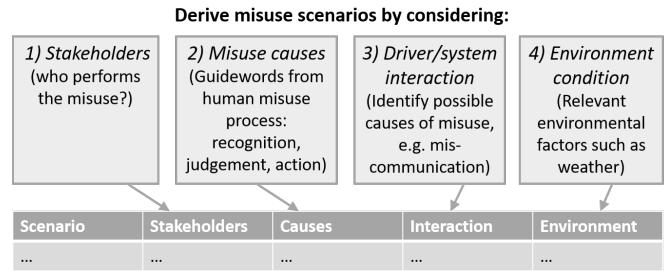 Derive misuse scenarios by considering:
1) Stakeholders
(who performs
the misuse?)
2) Misuse causes
(Guidewords from
human misuse
process:
recognition,
judgement, action)
3) Driver/system
interaction
(Identify possible
causes of misuse,
e.g. mis-
communication)
4) Environment
condition
(Relevant
environmental
factors such as
weather)
Scenario Stakeholders Causes Interaction Environment
... ... ... ... ...